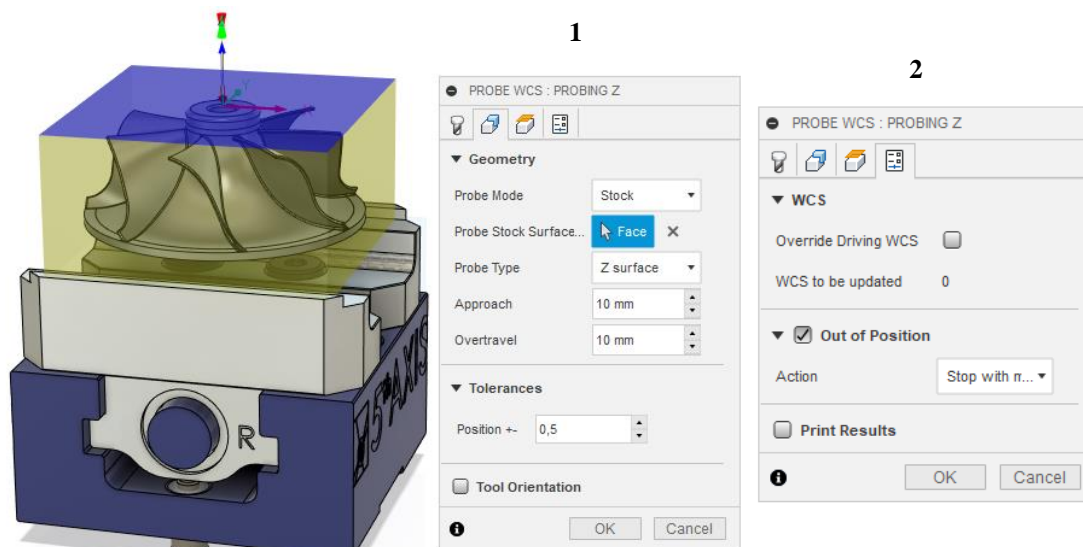 1
PROBE WCS : PROBING Z
Geometry
Probe Mode Stock
Probe Stock Surface... Face
Probe Type Z surface
Approach 10 mm
Overtravel 10 mm
Tolerances
Position +- 0,5
Tool Orientation
OK Cancel
2
PROBE WCS : PROBING Z
WCS
Override Driving WCS
WCS to be updated 0
Out of Position
Action Stop with m...
Print Results
OK Cancel
5th AXIS
R
X
Y